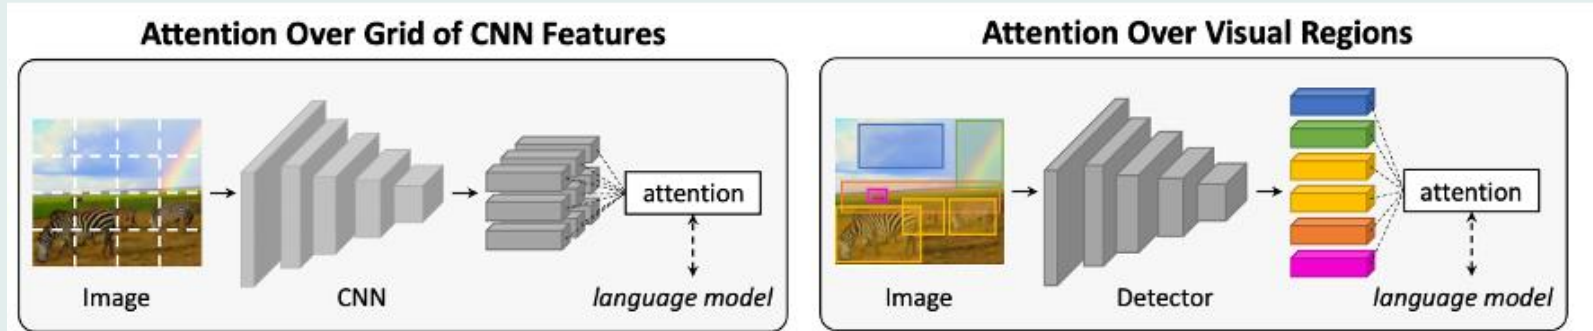 Attention Over Grid of CNN Features
attention
Image
CNN
language model
Attention Over Visual Regions
attention
Image
Detector
language model